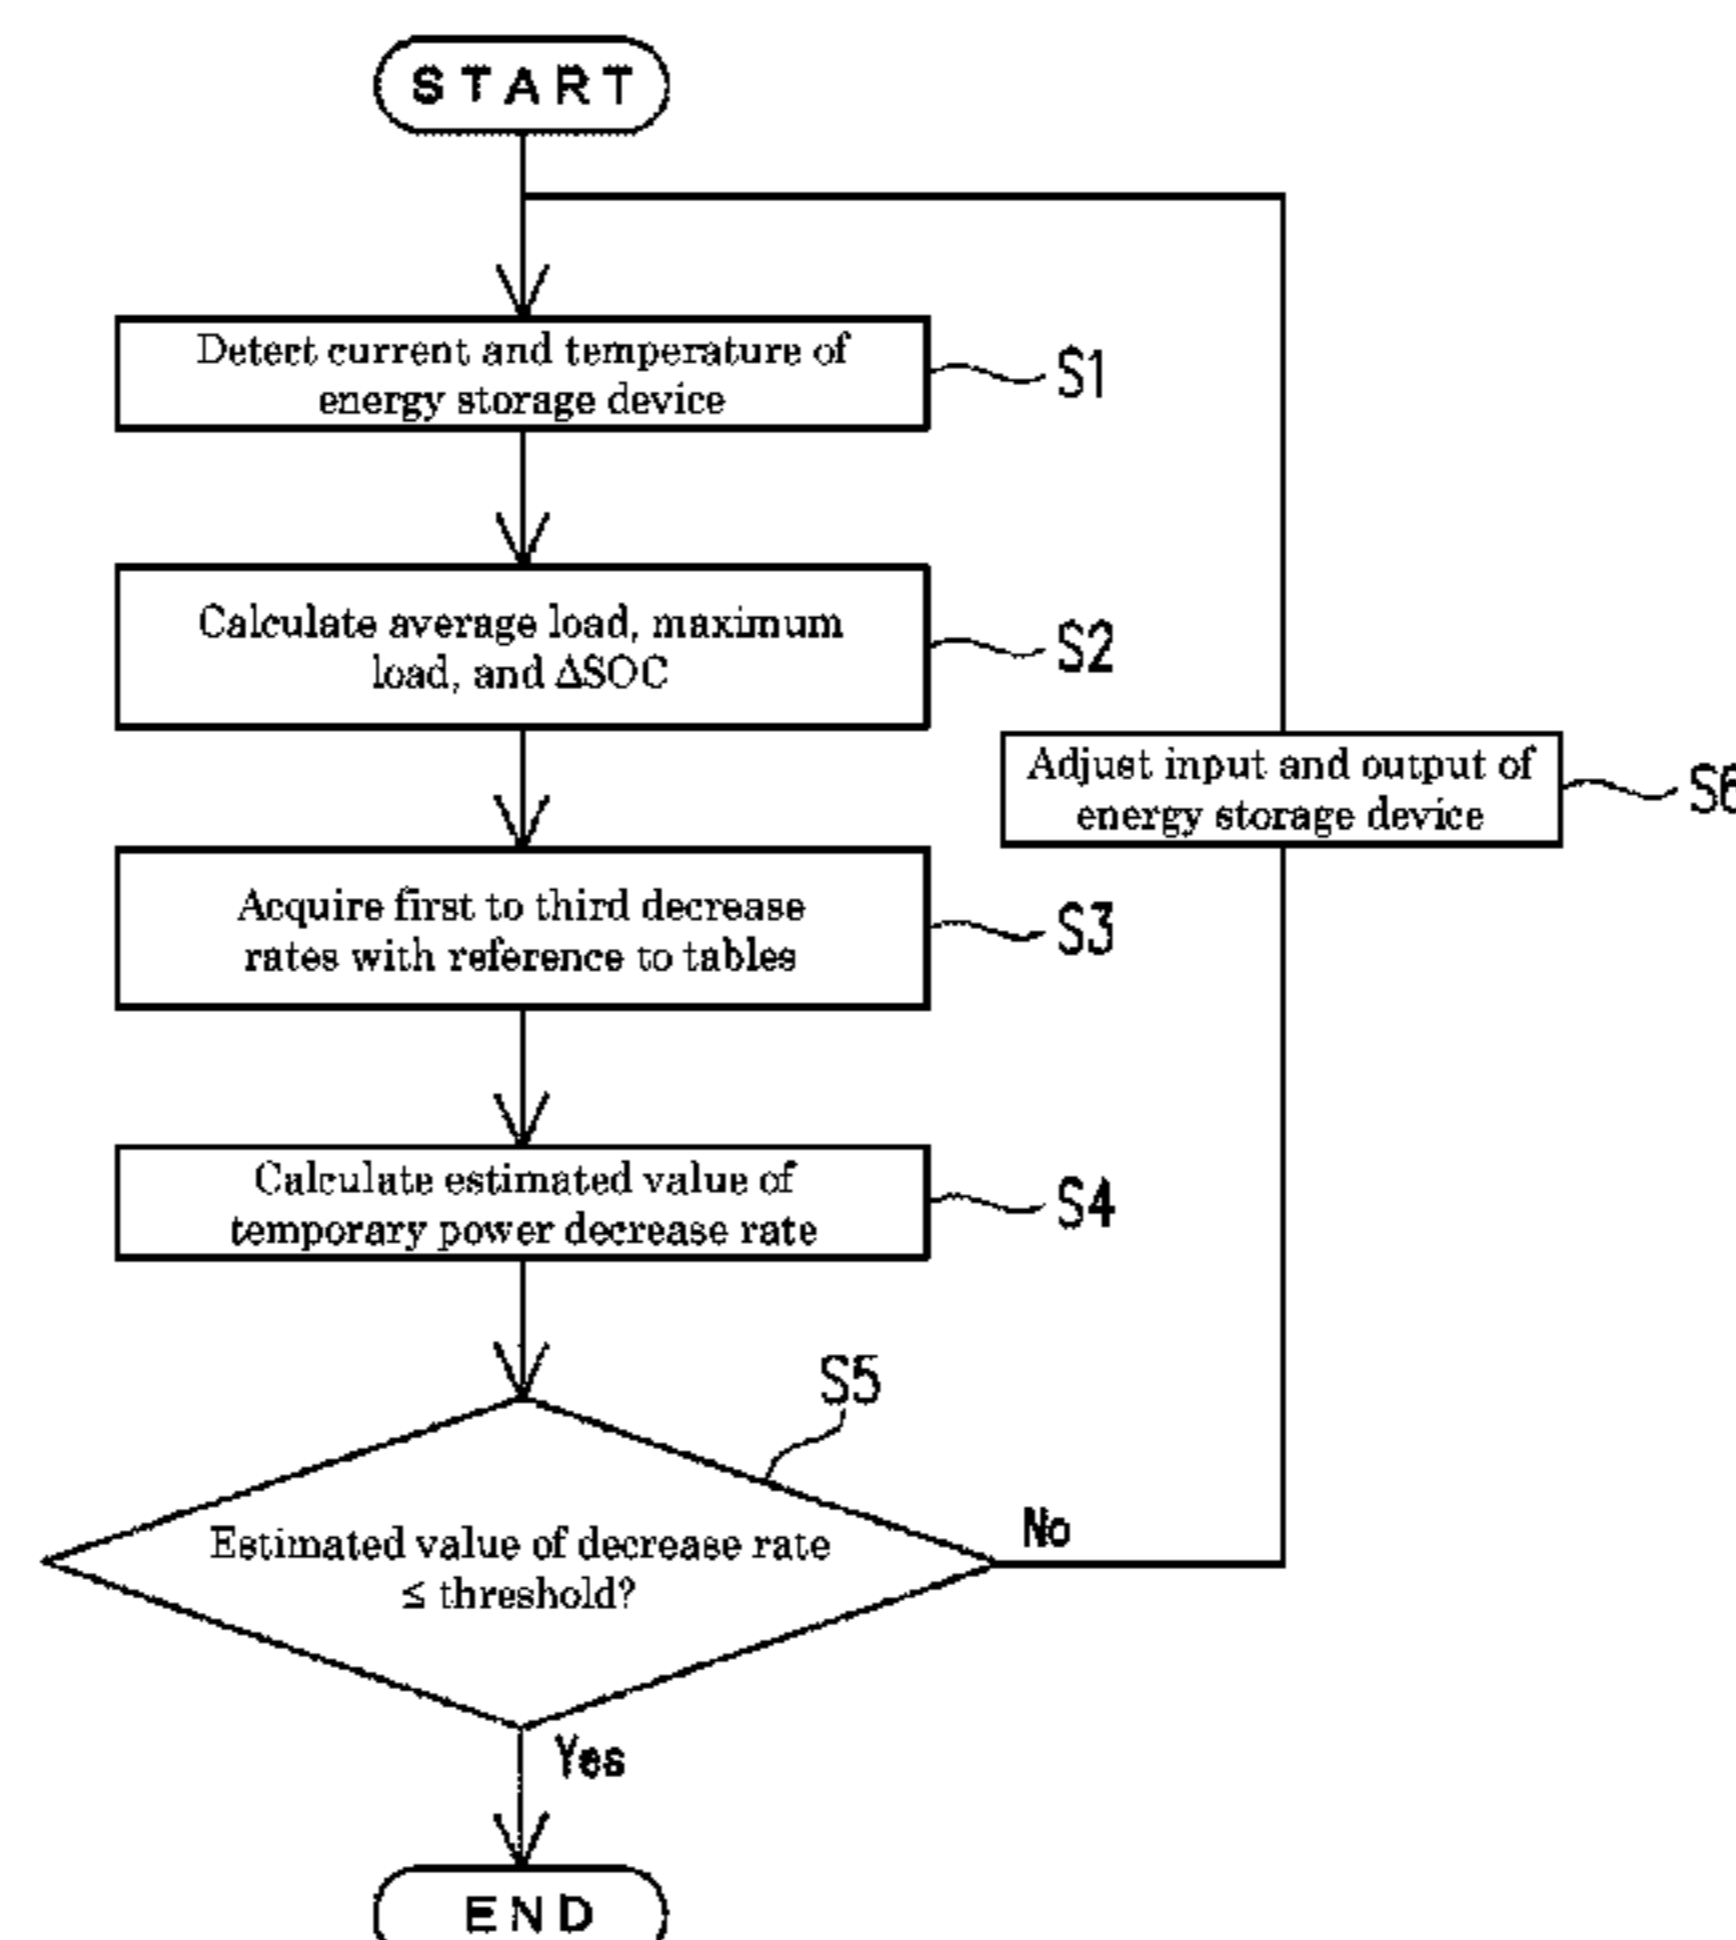 START
Detect current and temperature of
energy storage device
S1
Calculate average load, maximum
load, and ΔSOC
S2
Adjust input and output of
energy storage device
S6
Acquire first to third decrease
rates with reference to tables
S3
Calculate estimated value of
temporary power decrease rate
S4
S5
Estimated value of decrease rate
≤ threshold?
No
Yes
END